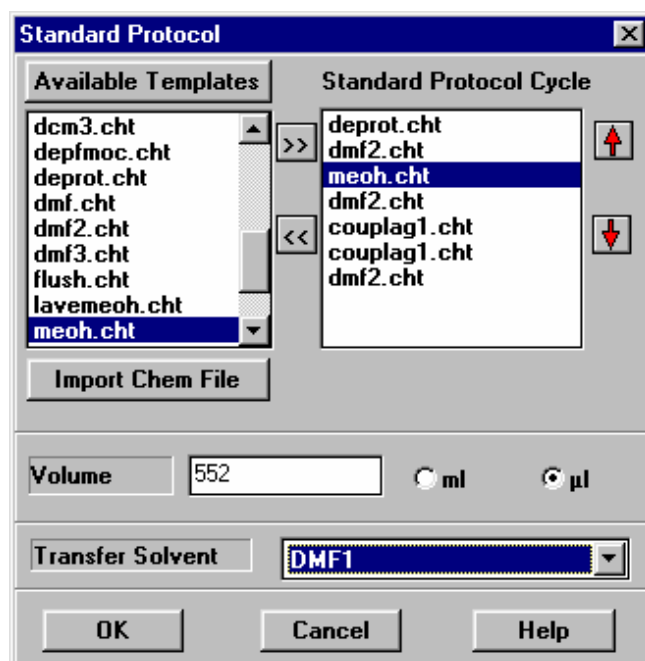 Standard Protocol
Available Templates
Standard Protocol Cycle
dcm3.cht
depfmoc.cht
deprot.cht
dmf.cht
dmf2.cht
dmf3.cht
flush.cht
lavemeoh.cht
meoh.cht
>>
<<
deprot.cht
dmf2.cht
meoh.cht
dmf2.cht
couplag1.cht
couplag1.cht
dmf2.cht
Import Chem File
Volume 552 ml µl
Transfer Solvent DMF1
OK Cancel Help